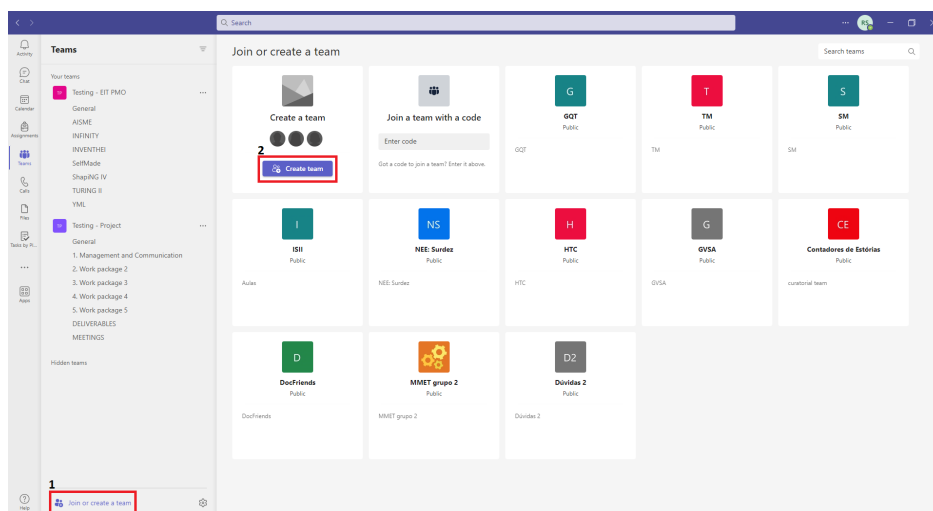 Search
RS
Activity
Chat
Calendar
Assignments
Teams
Calls
Files
Tasks by Pl...
Apps
Help
Teams
Your teams
Testing - EIT PMO
General
AISME
INFINITY
INVENTHEI
SelfMade
ShapiNG IV
TURING II
YML
Testing - Project
General
1. Management and Communication
2. Work package 2
3. Work package 3
4. Work package 4
5. Work package 5
DELIVERABLES
MEETINGS
Hidden teams
1
Join or create a team
Join or create a team
Search teams
Create a team
2
Create team
Join a team with a code
Enter code
Got a code to join a team? Enter it above.
G
GQT
Public
GQT
T
TM
Public
TM
S
SM
Public
SM
I
ISII
Public
Aulas
NS
NEE: Surdez
Public
NEE: Surdez
H
HTC
Public
HTC
G
GVSA
Public
GVSA
CE
Contadores de Estórias
Public
curatorial team
D
DocFriends
Public
DocFriends
MMET grupo 2
Public
MMET grupo 2
D2
Dúvidas 2
Public
Dúvidas 2